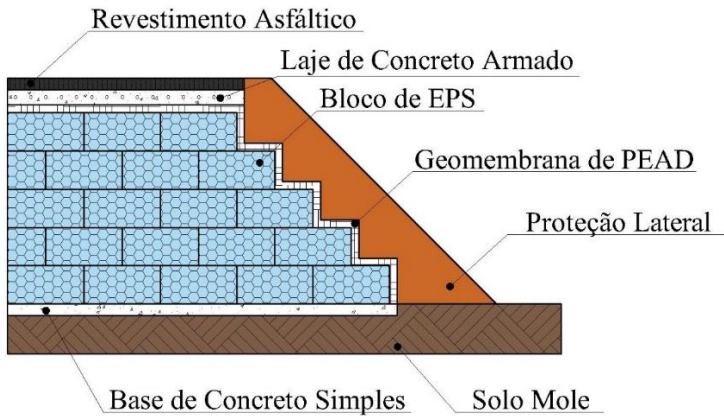 Revestimento Asfáltico
Laje de Concreto Armado
Bloco de EPS
Geomembrana de PEAD
Proteção Lateral
Base de Concreto Simples
Solo Mole